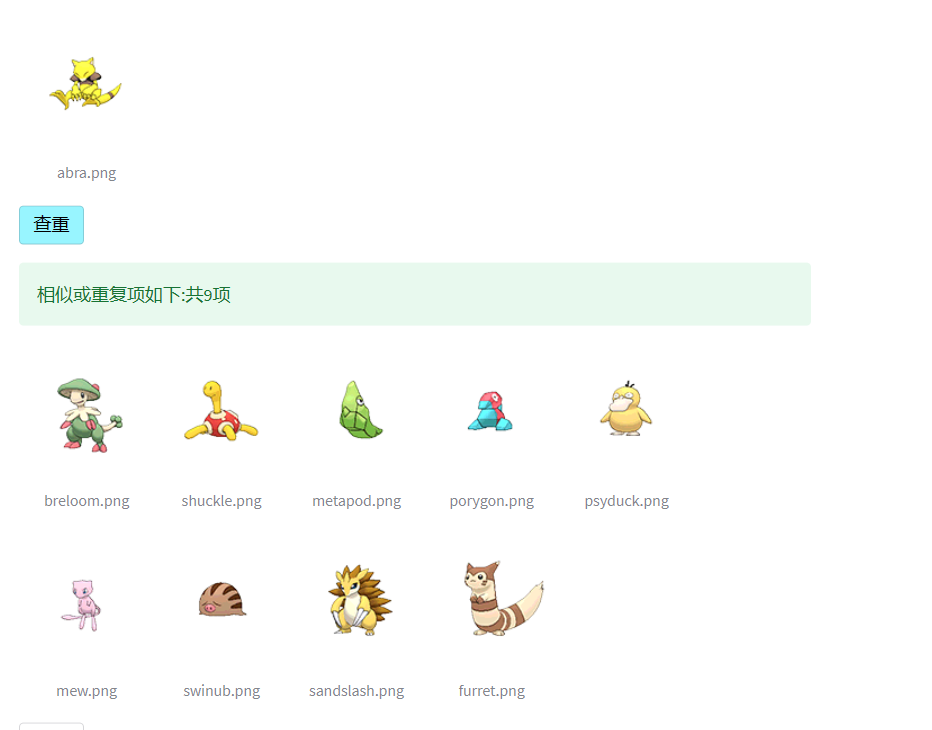 abra.png
查重
相似或重复项如下:共9项
breloom.png shuckle.png metapod.png porygon.png psyduck.png
mew.png swinub.png sandslash.png furret.png